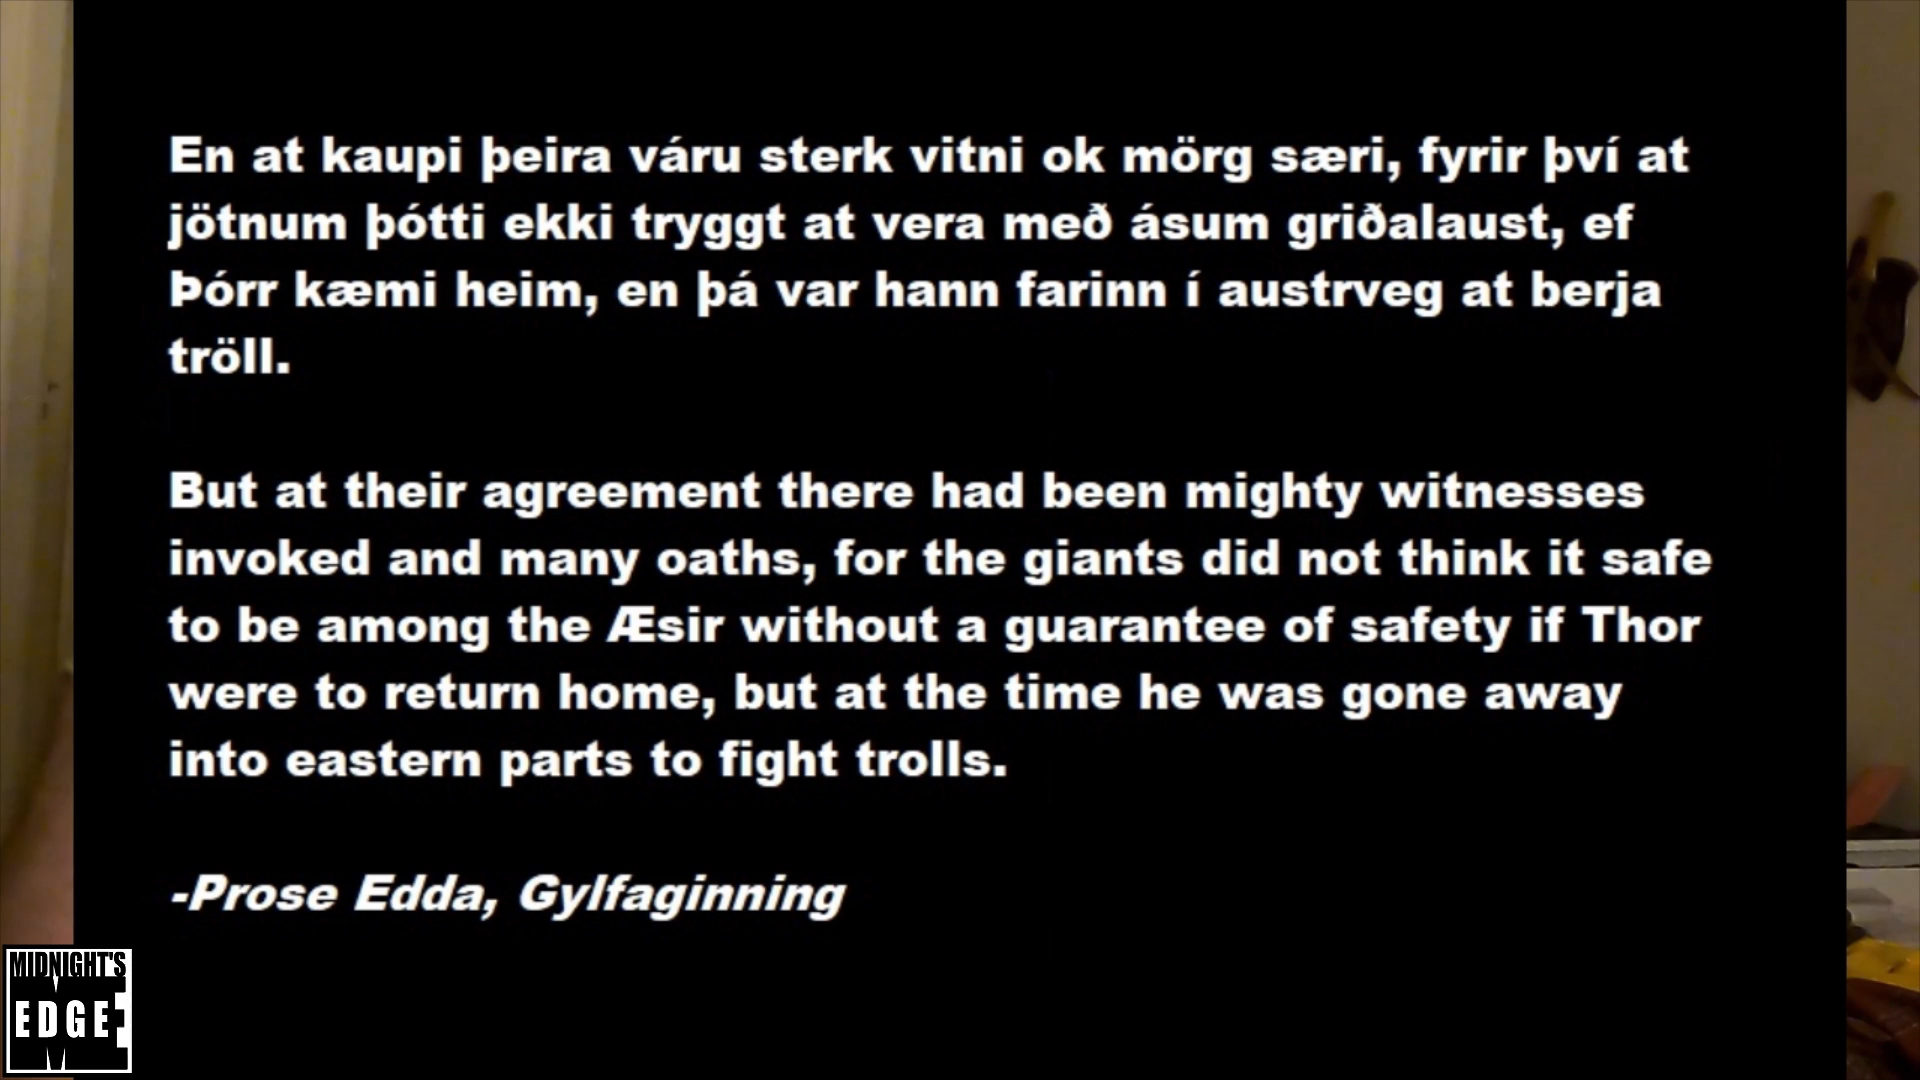 En at kaupi þeira váru sterk vitni ok mörg særi, fyrir því at
jötnum þótti ekki tryggt at vera með ásum griðalaust, ef
Þórr kæmi heim, en þá var hann farinn í austrveg at berja
tröll.
But at their agreement there had been mighty witnesses
invoked and many oaths, for the giants did not think it safe
to be among the Æsir without a guarantee of safety if Thor
were to return home, but at the time he was gone away
into eastern parts to fight trolls.
-Prose Edda, Gylfaginning
MIDNIGHT'S
EDGE